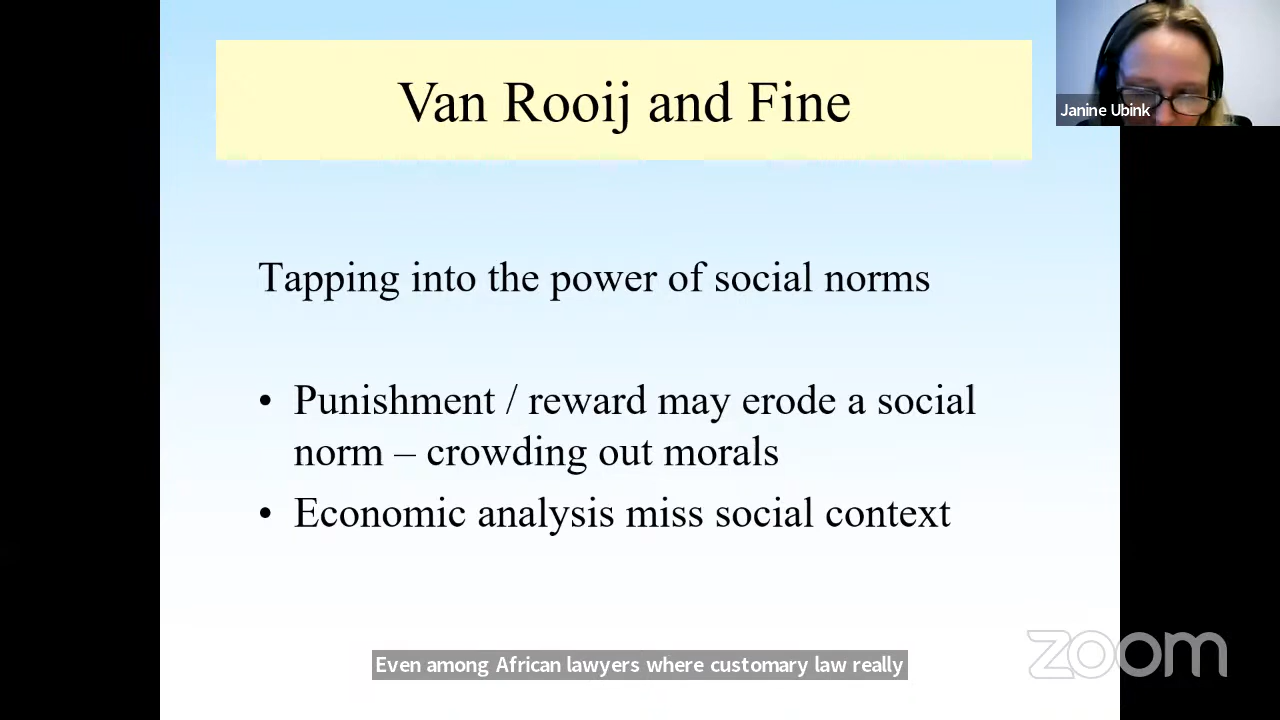 Van Rooij and Fine
Janine Ubink
Tapping into the power of social norms
• Punishment / reward may erode a social
norm – crowding out morals
• Economic analysis miss social context
Even among African lawyers where customary law really
zoom